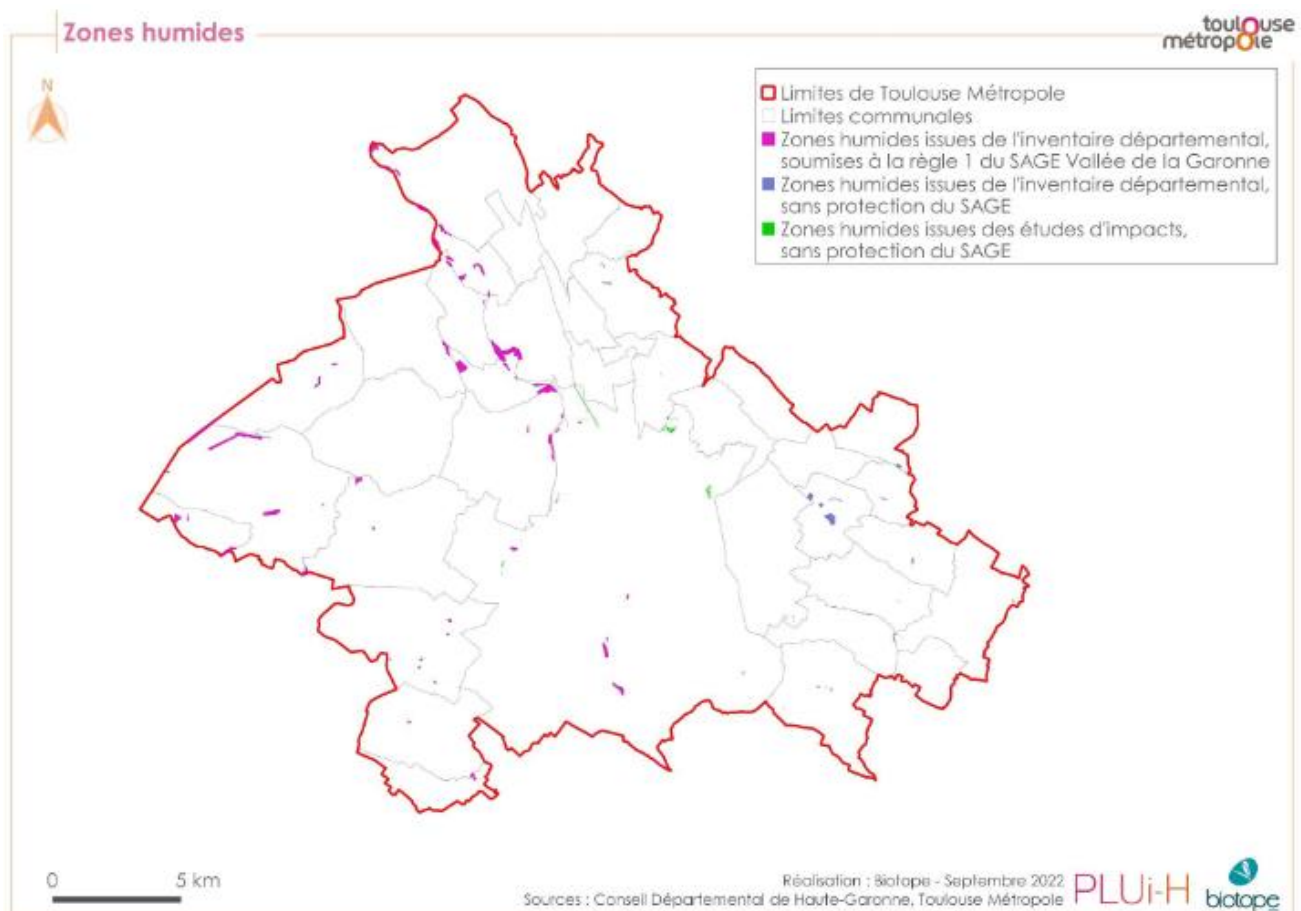 Zones humides
toulouse
métropole
N
Limites de Toulouse Métropole
Limites communales
Zones humides issues de l'inventaire départemental,
soumises à la règle 1 du SAGE Vallée de la Garonne
Zones humides issues de l'inventaire départemental,
sans protection du SAGE
Zones humides issues des études d'impacts,
sans protection du SAGE
0 5 km
Réalisation : Biotope - Septembre 2022
Sources : Conseil Départemental de Haute-Garonne, Toulouse Métropole
PLUi-H
biotope